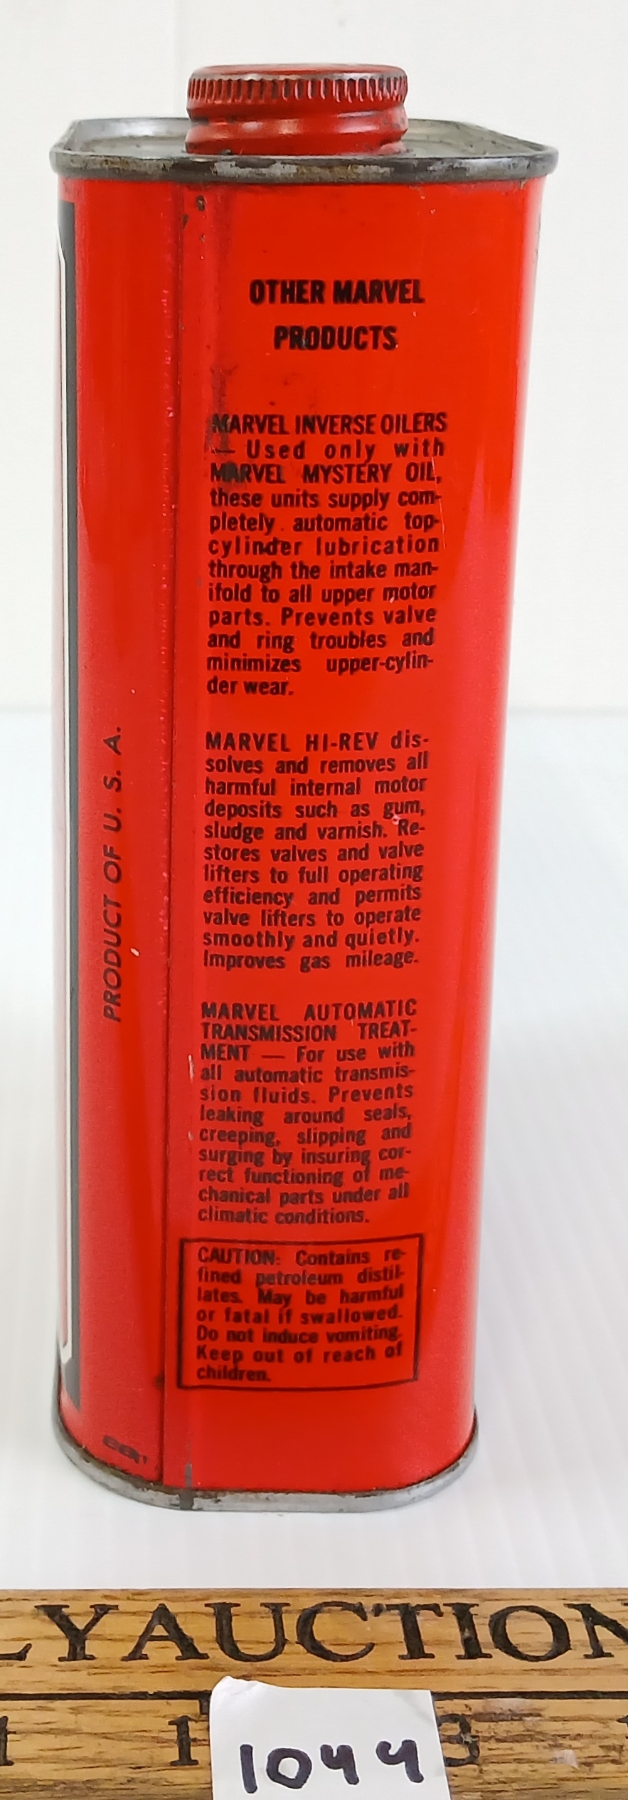 OTHER MARVEL
PRODUCTS
MARVEL INVERSE OILERS
— Used only with
MARVEL MYSTERY OIL,
these units supply com-
pletely automatic top-
cylinder lubrication
through the intake man-
ifold to all upper motor
parts. Prevents valve
and ring troubles and
minimizes upper-cylin-
der wear.
MARVEL HI-REV dis-
solves and removes all
harmful internal motor
deposits such as gum,
sludge and varnish. Re-
stores valves and valve
lifters to full operating
efficiency and permits
valve lifters to operate
smoothly and quietly.
Improves gas mileage.
MARVEL AUTOMATIC
TRANSMISSION TREAT-
MENT — For use with
all automatic transmis-
sion fluids. Prevents
leaking around seals,
creeping, slipping and
surging by insuring cor-
rect functioning of me-
chanical parts under all
climatic conditions.
CAUTION: Contains re-
fined petroleum distil-
lates. May be harmful
or fatal if swallowed.
Do not induce vomiting.
Keep out of reach of
children.
PRODUCT OF U. S. A.
LYAUCTION
1 3
1044